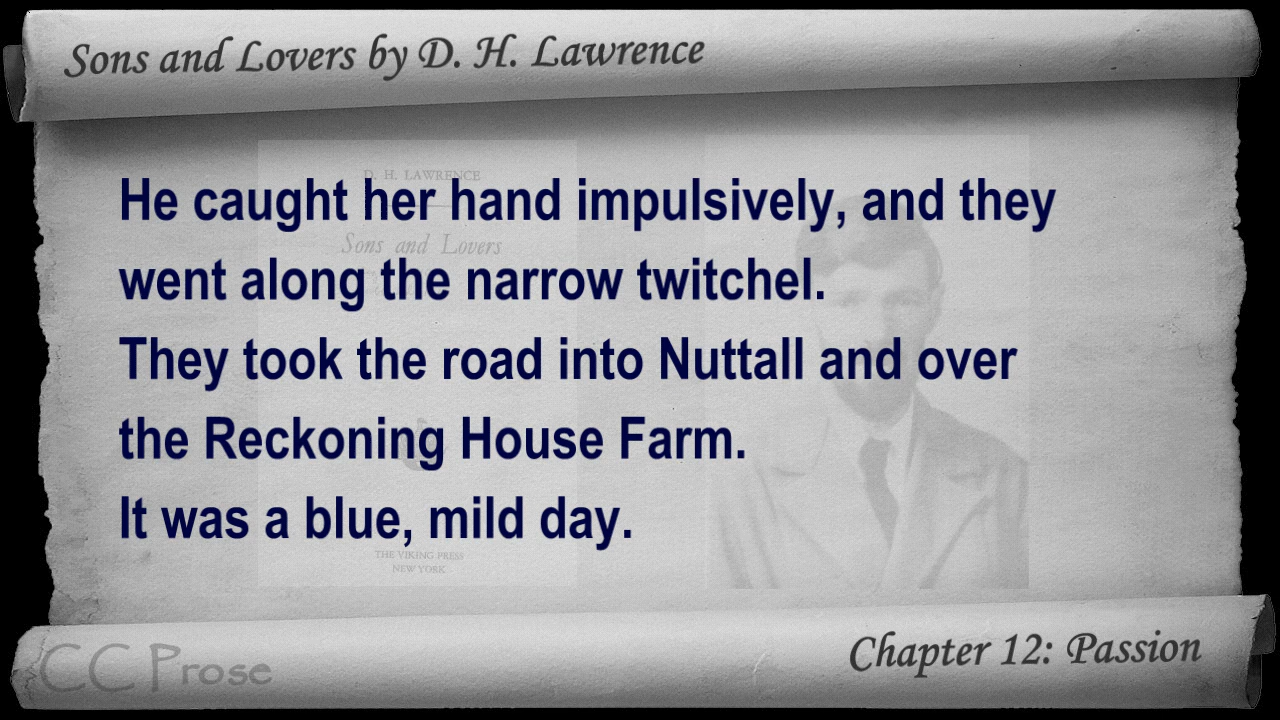 Sons and Lovers by D. H. Lawrence
D. H. LAWRENCE
He caught her hand impulsively, and they
Sons and Lovers
went along the narrow twitchel.
They took the road into Nuttall and over
the Reckoning House Farm.
It was a blue, mild day.
THE VIKING PRESS
NEW YORK
CC Prose
Chapter 12: Passion